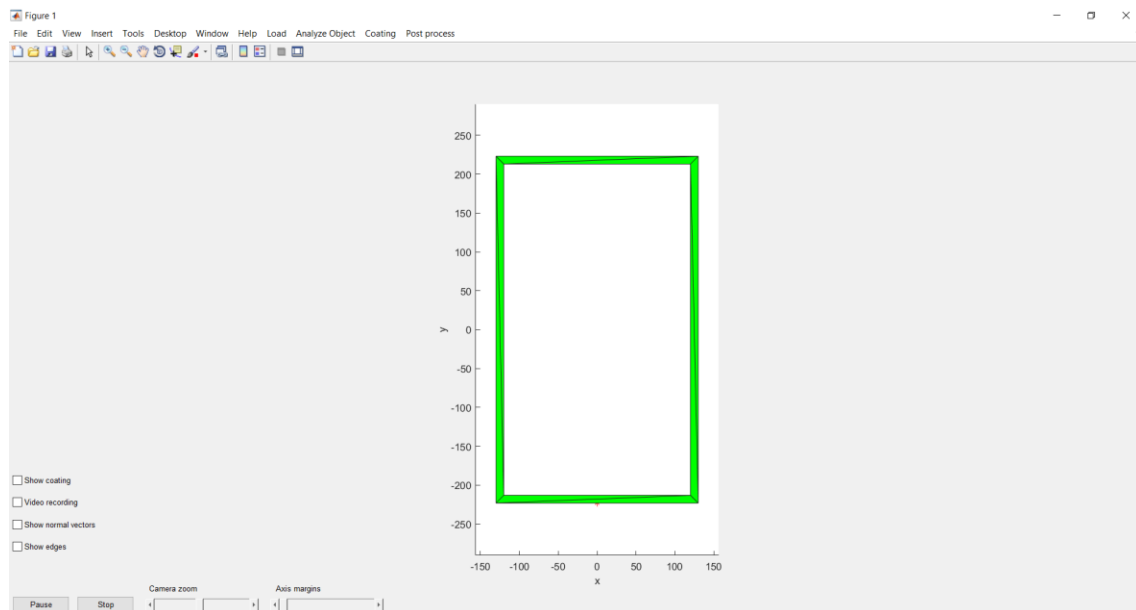 Figure 1
File Edit View Insert Tools Desktop Window Help Load Analyze Object Coating Post process
250
200
150
100
50
0
-50
-100
-150
-200
-250
y
-150 -100 -50 0 50 100 150
x
Show coating
Video recording
Show normal vectors
Show edges
Camera zoom Axis margins
Pause Stop